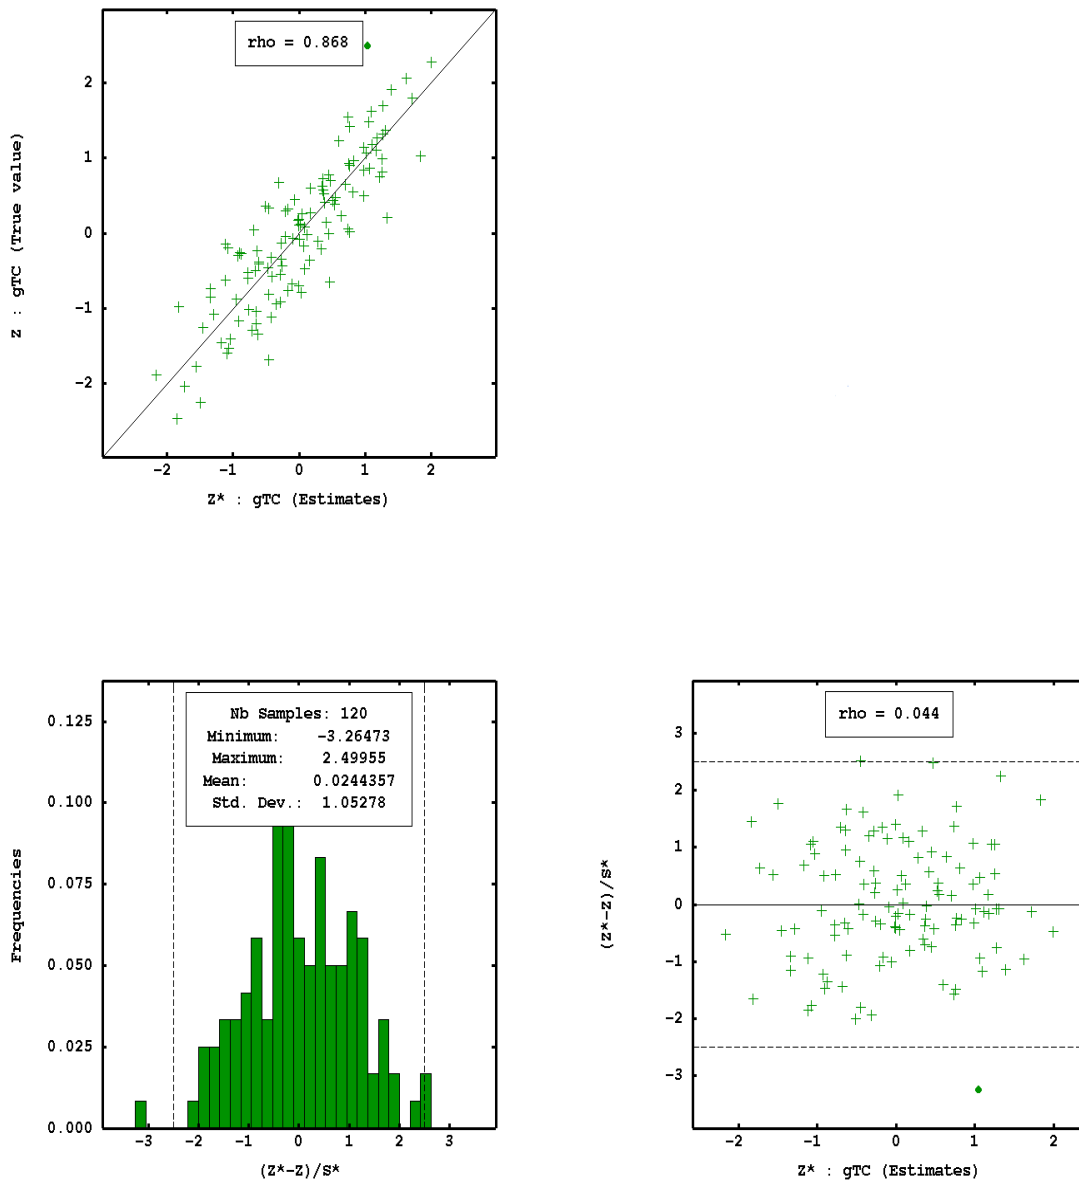 rho = 0.868
2
1
0
-1
-2
Z : gTC (True value)
-2 -1 0 1 2
Z* : gTC (Estimates)
Nb Samples: 120
Minimum: -3.26473
Maximum: 2.49955
Mean: 0.0244357
Std. Dev.: 1.05278
0.125
0.100
0.075
0.050
0.025
0.000
Frequencies
-3 -2 -1 0 1 2 3
(Z*-Z)/S*
rho = 0.044
3
2
1
0
-1
-2
-3
(Z*-Z)/S*
-2 -1 0 1 2
Z* : gTC (Estimates)